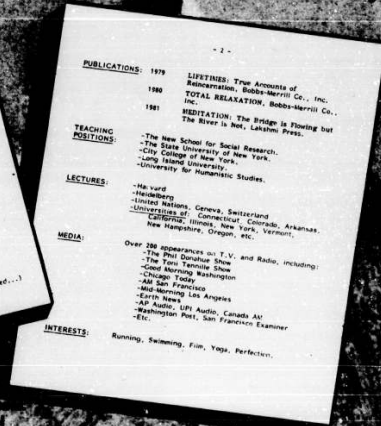 - 2 -
PUBLICATIONS: 1979 LIFETIMES: True Accounts of
Reincarnation, Bobbs-Merrill Co., Inc.
1980 TOTAL RELAXATION, Bobbs-Merrill Co.,
Inc.
1981 MEDITATION: The Bridge is Flowing but
The River is Not, Lakshmi Press.
TEACHING
POSITIONS:
-The New School for Social Research.
-The State University of New York.
-City College of New York.
-Long Island University.
-University for Humanistic Studies.
LECTURES:
-Harvard
-Heidelberg
-United Nations, Geneva, Switzerland
-Universities of: Connecticut, Colorado, Arkansas,
California, Illinois, New York, Vermont,
New Hampshire, Oregon, etc.
MEDIA:
Over 200 appearances on T.V. and Radio, including:
-The Phil Donahue Show
-The Toni Tennille Show
-Good Morning Washington
-Chicago Today
-AM San Francisco
-Mid-Morning Los Angeles
-Earth News
-AP Audio, UPI Audio, Canada AM
-Washington Post, San Francisco Examiner
-Etc.
INTERESTS: Running, Swimming, Film, Yoga, Perfection.